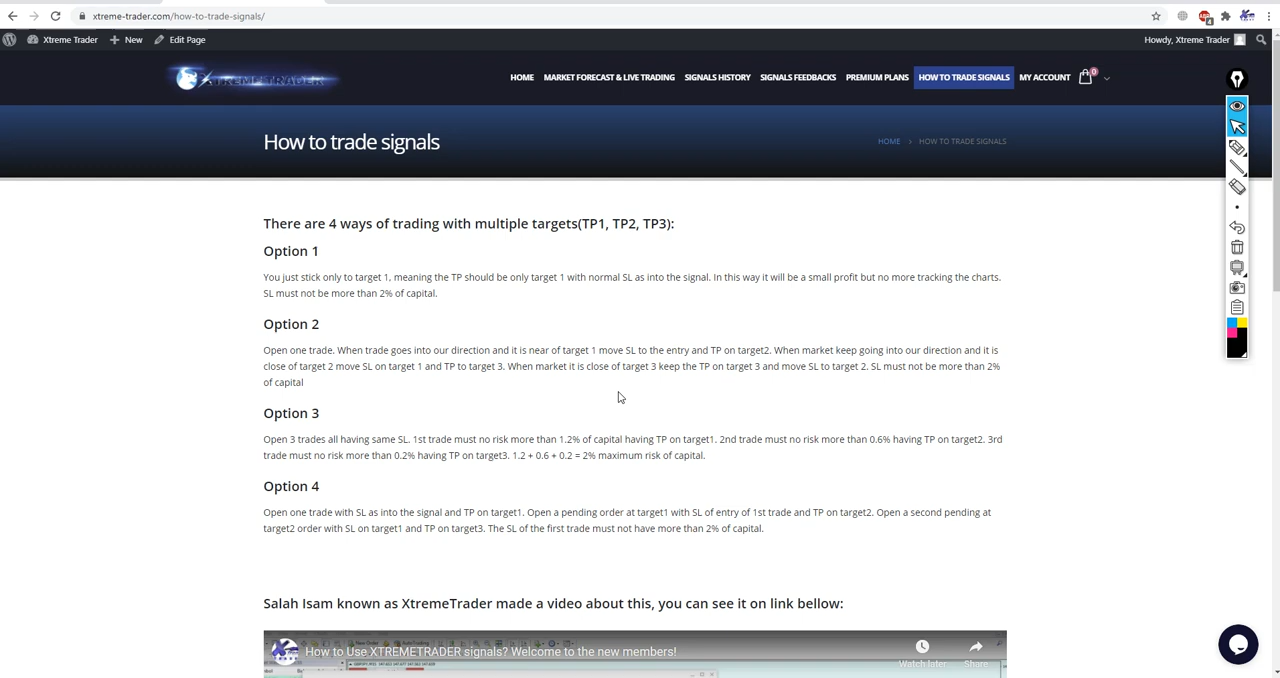 xtreme-trader.com/how-to-trade-signals/
4
Xtreme Trader
New
Edit Page
Howdy, Xtreme Trader
XTREMETRADER
HOME
MARKET FORECAST & LIVE TRADING
SIGNALS HISTORY
SIGNALS FEEDBACKS
PREMIUM PLANS
HOW TO TRADE SIGNALS
MY ACCOUNT
0
How to trade signals
HOME > HOW TO TRADE SIGNALS
There are 4 ways of trading with multiple targets(TP1, TP2, TP3):
Option 1
You just stick only to target 1, meaning the TP should be only target 1 with normal SL as into the signal. In this way it will be a small profit but no more tracking the charts.
SL must not be more than 2% of capital.
Option 2
Open one trade. When trade goes into our direction and it is near of target 1 move SL to the entry and TP on target2. When market keep going into our direction and it is
close of target 2 move SL on target 1 and TP to target 3. When market it is close of target 3 keep the TP on target 3 and move SL to target 2. SL must not be more than 2%
of capital
Option 3
Open 3 trades all having same SL. 1st trade must no risk more than 1.2% of capital having TP on target1. 2nd trade must no risk more than 0.6% having TP on target2. 3rd
trade must no risk more than 0.2% having TP on target3. 1.2 + 0.6 + 0.2 = 2% maximum risk of capital.
Option 4
Open one trade with SL as into the signal and TP on target1. Open a pending order at target1 with SL of entry of 1st trade and TP on target2. Open a second pending at
target2 order with SL on target1 and TP on target3. The SL of the first trade must not have more than 2% of capital.
Salah Isam known as XtremeTrader made a video about this, you can see it on link bellow:
How to Use XTREMETRADER signals? Welcome to the new members!
Watch later
Share
New Order
AutoTrading